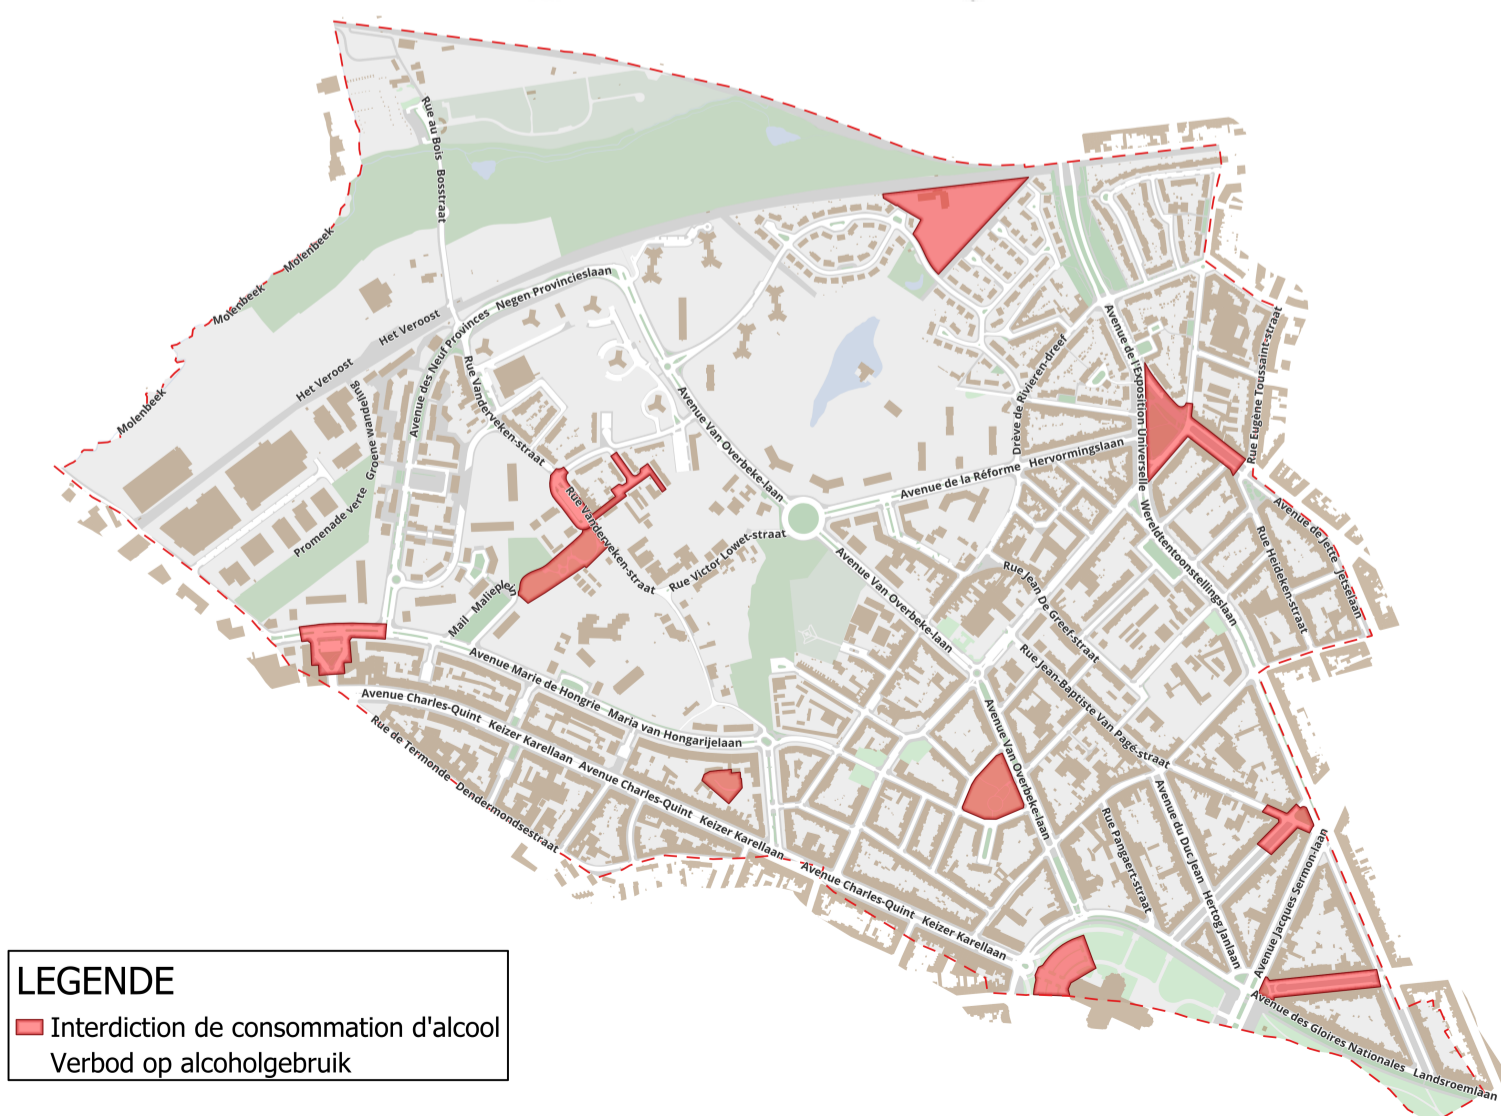 Rue au Bois Bosstraat
Molenbeek
Molenbeek
Molenbeek
Het Veroost
Het Veroost
Negen Provincieslaan
Avenue des Neuf Provinces
Groene wandeling
Promenade verte
Rue Vanderveken-straat
Rue Vanderveken-straat
Avenue Van Overbeke-laan
Rue Victor Lowet-straat
Mail Malieplein
Avenue de la Réforme Hervormingslaan
Drève de Rivieren-dreef
Avenue de l'Exposition Universelle Wereldtentoonstellingslaan
Rue Eugène Toussaint-straat
Avenue de Jette Jetselaan
Rue Heideken-straat
Avenue Van Overbeke-laan
Rue Jean De Greef-straat
Rue Jean-Baptiste Van Pagé-straat
Avenue Van Overbeke-laan
Avenue Marie de Hongrie Maria van Hongarijelaan
Avenue Charles-Quint Keizer Karellaan
Avenue Charles-Quint Keizer Karellaan
Avenue Charles-Quint Keizer Karellaan
Rue de Termonde Dendermondsestraat
Rue Pangaert-straat
Avenue du Duc Jean Hertog Janlaan
Avenue Jacques Sermon-laan
Avenue des Gloires Nationales Landsroemlaan
LEGENDE
Interdiction de consommation d'alcool
Verbod op alcoholgebruik